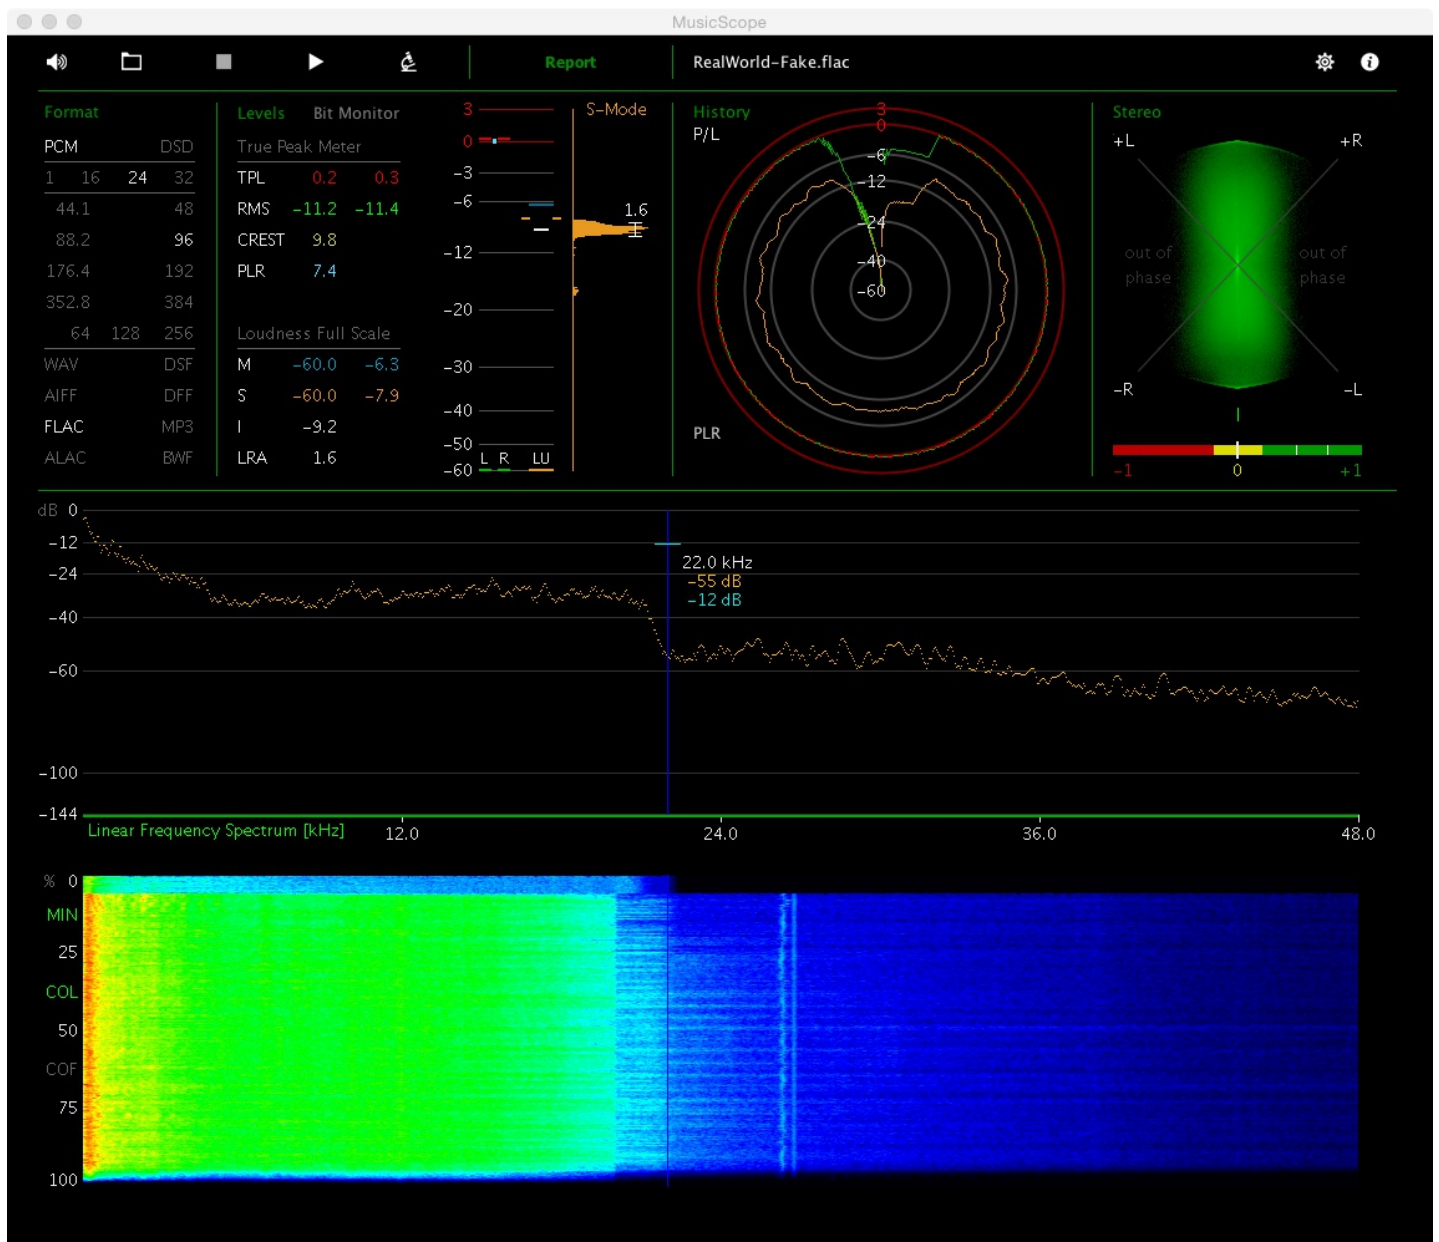 MusicScope
Report RealWorld-Fake.flac
Format
PCM DSD
1 16 24 32
44.1 48
88.2 96
176.4 192
352.8 384
64 128 256
WAV DSF
AIFF DFF
FLAC MP3
ALAC BWF
Levels Bit Monitor
True Peak Meter
TPL 0.2 0.3
RMS -11.2 -11.4
CREST 9.8
PLR 7.4
Loudness Full Scale
M -60.0 -6.3
S -60.0 -7.9
I -9.2
LRA 1.6
3
0
-3
-6
-12
-20
-30
-40
-50
-60
L R LU
S-Mode
1.6
History
P/L
3
0
-6
-12
-24
-40
-60
PLR
Stereo
+L +R
out of phase
out of phase
-R -L
-1 0 +1
dB 0
-12
-24
-40
-60
-100
-144
22.0 kHz
-55 dB
-12 dB
Linear Frequency Spectrum [kHz] 12.0 24.0 36.0 48.0
% 0
MIN
25
COL
50
COF
75
100